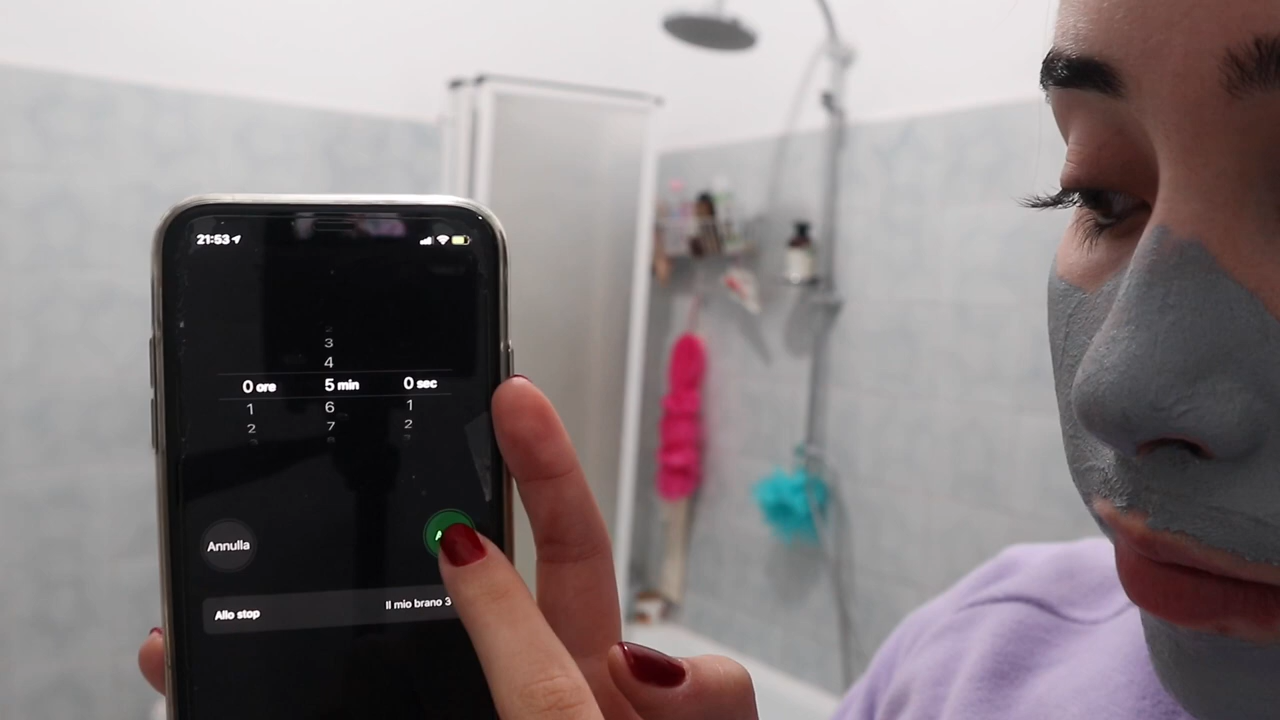 21:53
3
4
0 ore 5 min 0 sec
1 6 1
2 7 2
Annulla
Allo stop Il mio brano 3